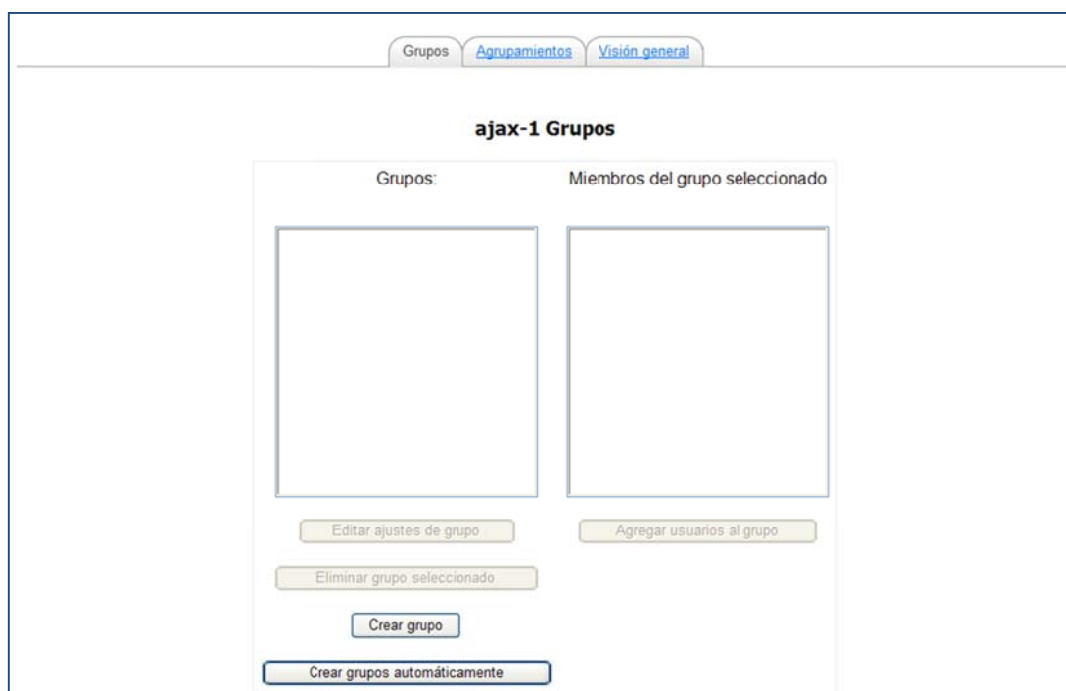 Grupos Agrupamientos Visión general
ajax-1 Grupos
Grupos: Miembros del grupo seleccionado
Editar ajustes de grupo Agregar usuarios al grupo
Eliminar grupo seleccionado
Crear grupo
Crear grupos automáticamente